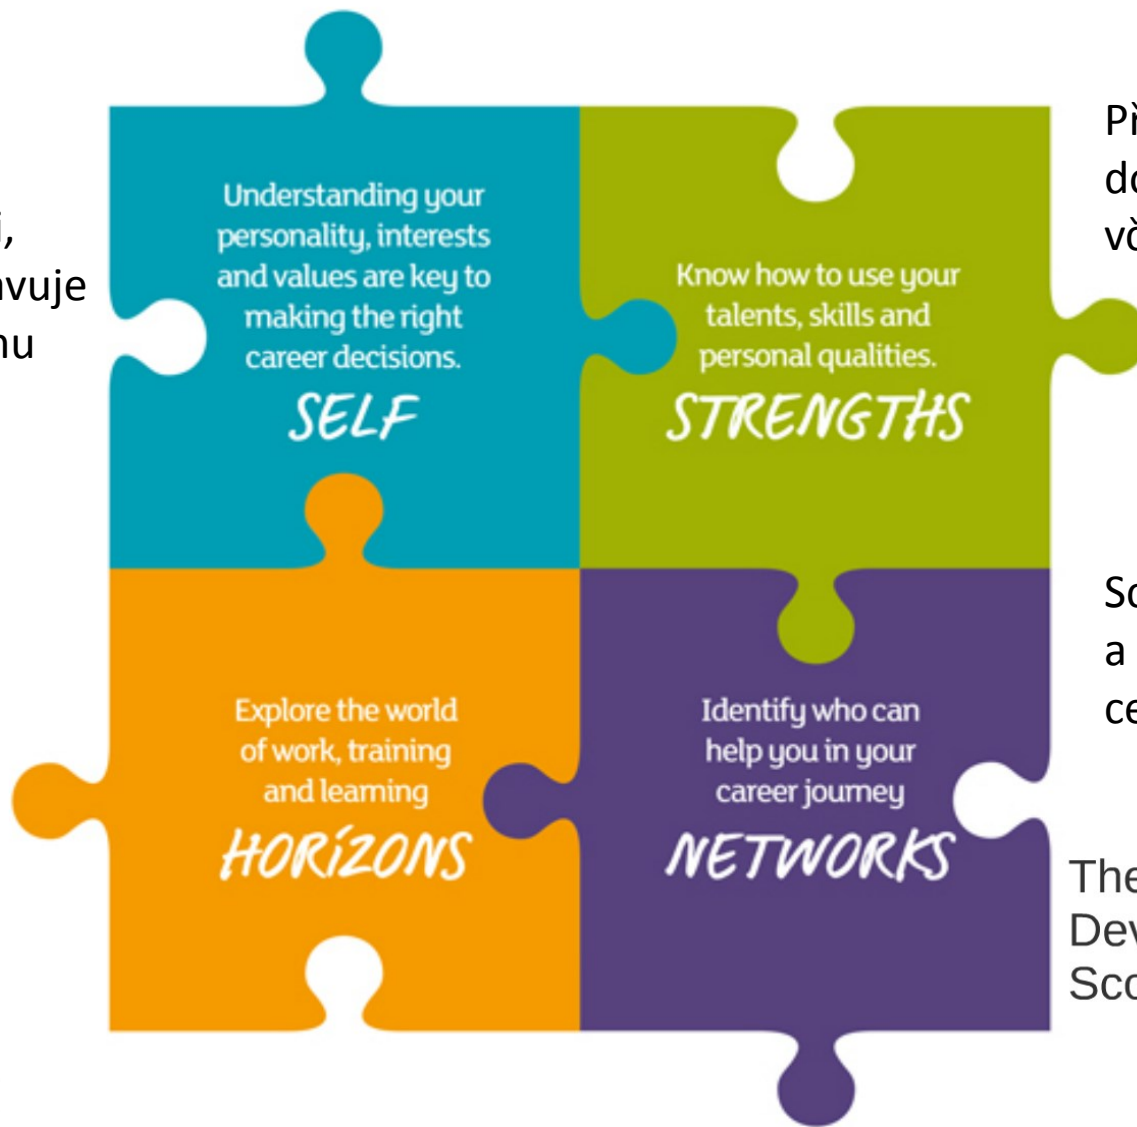 Understanding your
personality, interests
and values are key to
making the right
career decisions.
SELF
Know how to use your
talents, skills and
personal qualities.
STRENGTHS
Explore the world
of work, training
and learning
HORIZONS
Identify who can
help you in your
career journey
NETWORKS
a
The